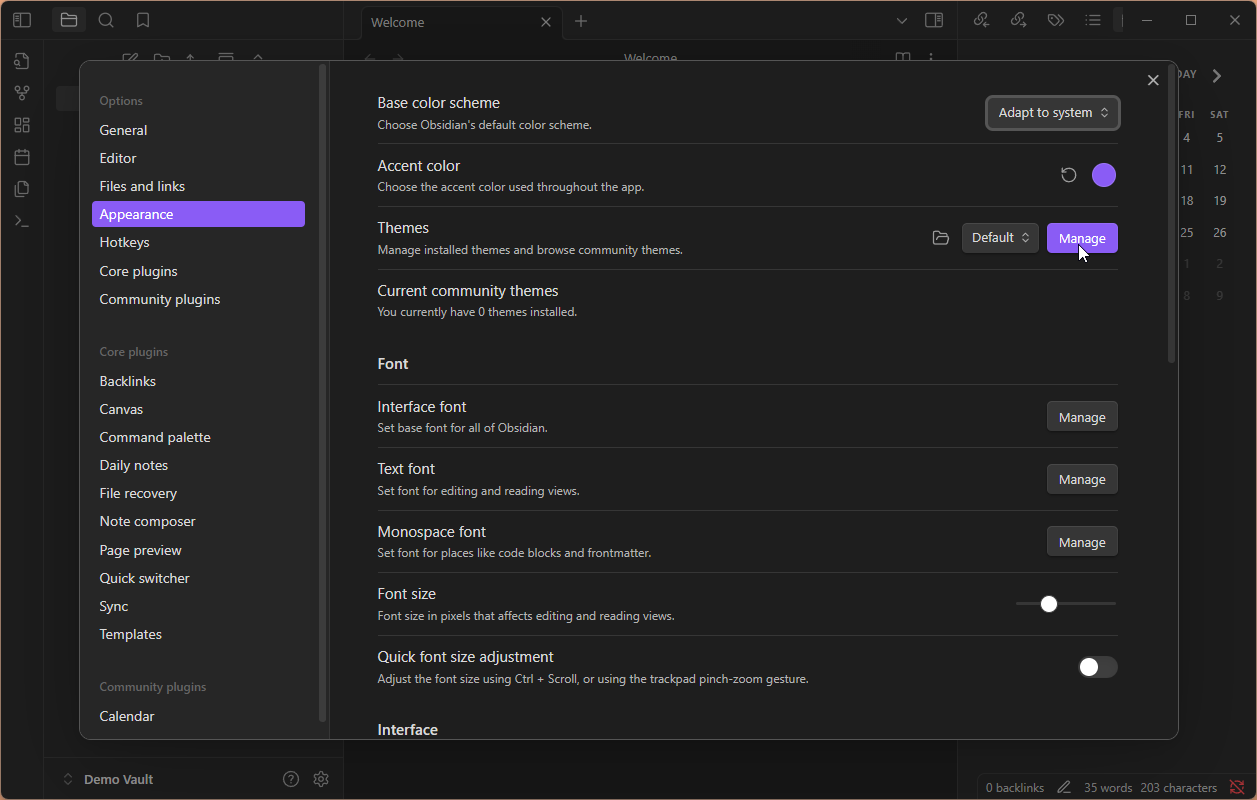 Welcome
Welcome
Options
General
Editor
Files and links
Appearance
Hotkeys
Core plugins
Community plugins
Core plugins
Backlinks
Canvas
Command palette
Daily notes
File recovery
Note composer
Page preview
Quick switcher
Sync
Templates
Community plugins
Calendar
Base color scheme
Choose Obsidian's default color scheme.
Adapt to system
Accent color
Choose the accent color used throughout the app.
Themes
Manage installed themes and browse community themes.
Default
Manage
Current community themes
You currently have 0 themes installed.
Font
Interface font
Set base font for all of Obsidian.
Manage
Text font
Set font for editing and reading views.
Manage
Monospace font
Set font for places like code blocks and frontmatter.
Manage
Font size
Font size in pixels that affects editing and reading views.
Quick font size adjustment
Adjust the font size using Ctrl + Scroll, or using the trackpad pinch-zoom gesture.
Interface
DAY
FRI SAT
4 5
11 12
18 19
25 26
1 2
8 9
Demo Vault
0 backlinks 35 words 203 characters